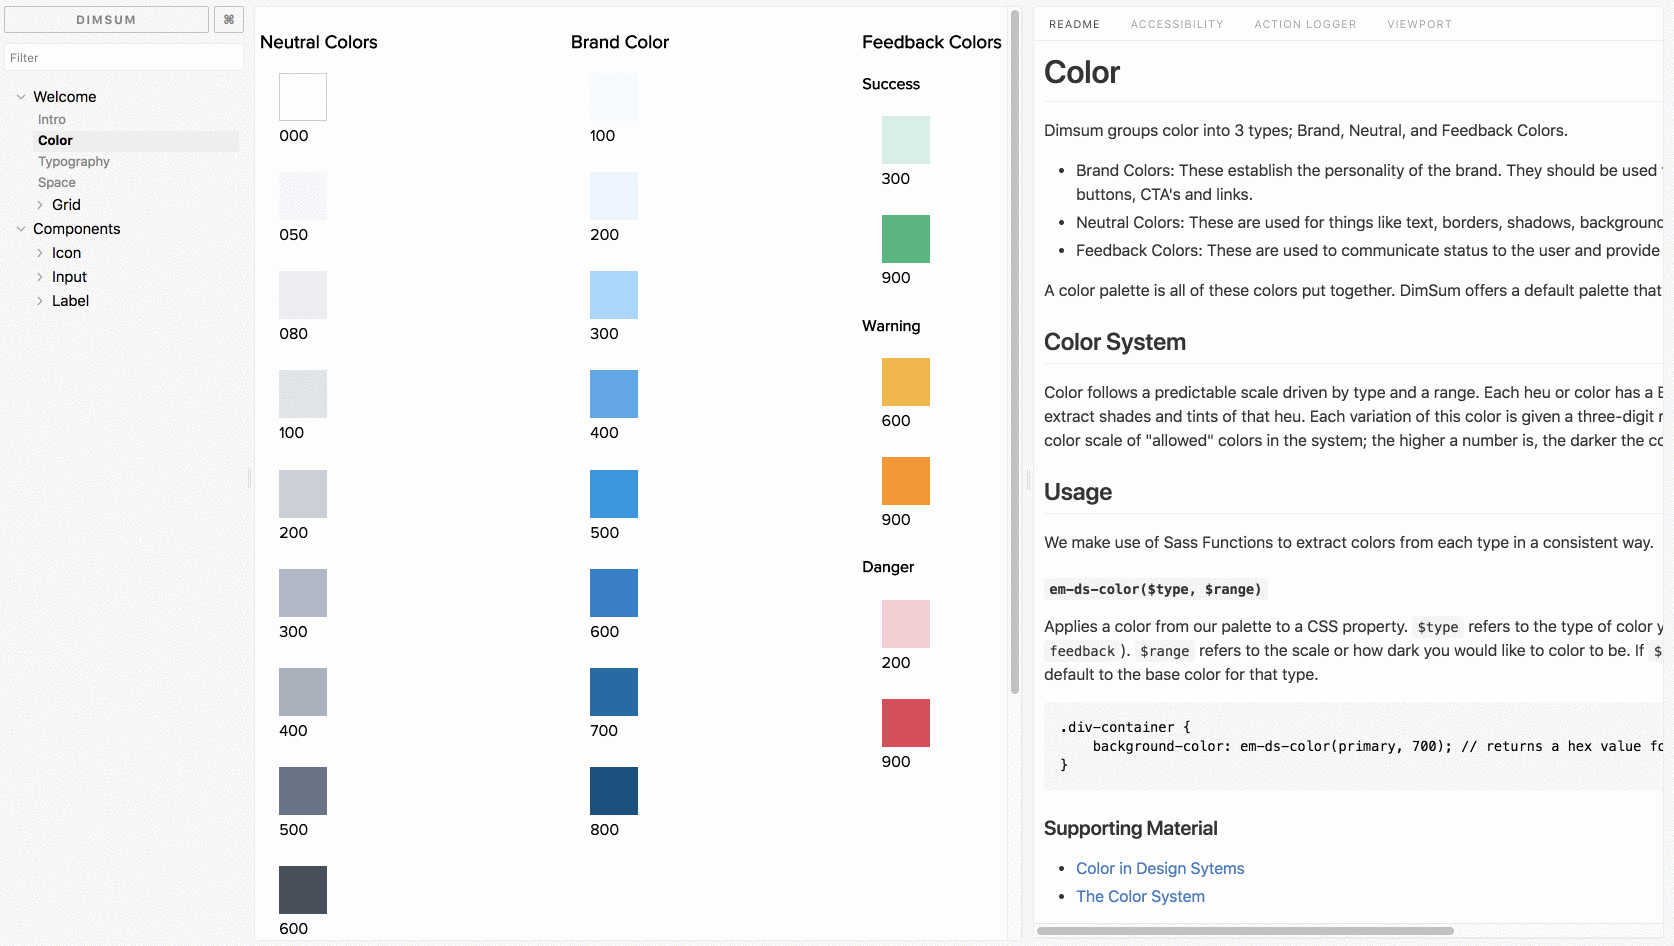 DIMSUM
⌘
Filter
Welcome
Intro
Color
Typography
Space
Grid
Components
Icon
Input
Label
Neutral Colors
000
050
080
100
200
300
400
500
600
Brand Color
100
200
300
400
500
600
700
800
Feedback Colors
Success
300
900
Warning
600
900
Danger
200
900
README ACCESSIBILITY ACTION LOGGER VIEWPORT
Color
Dimsum groups color into 3 types; Brand, Neutral, and Feedback Colors.
• Brand Colors: These establish the personality of the brand. They should be used
buttons, CTA's and links.
• Neutral Colors: These are used for things like text, borders, shadows, background
• Feedback Colors: These are used to communicate status to the user and provide
A color palette is all of these colors put together. DimSum offers a default palette that
Color System
Color follows a predictable scale driven by type and a range. Each heu or color has a
extract shades and tints of that heu. Each variation of this color is given a three-digit
color scale of "allowed" colors in the system; the higher a number is, the darker the
Usage
We make use of Sass Functions to extract colors from each type in a consistent way.
em-ds-color($type, $range)
Applies a color from our palette to a CSS property. $type refers to the type of color
feedback ). $range refers to the scale or how dark you would like to color to be. If $
default to the base color for that type.
.div-container {
background-color: em-ds-color(primary, 700); // returns a hex value
}
Supporting Material
• Color in Design Sytems
• The Color System